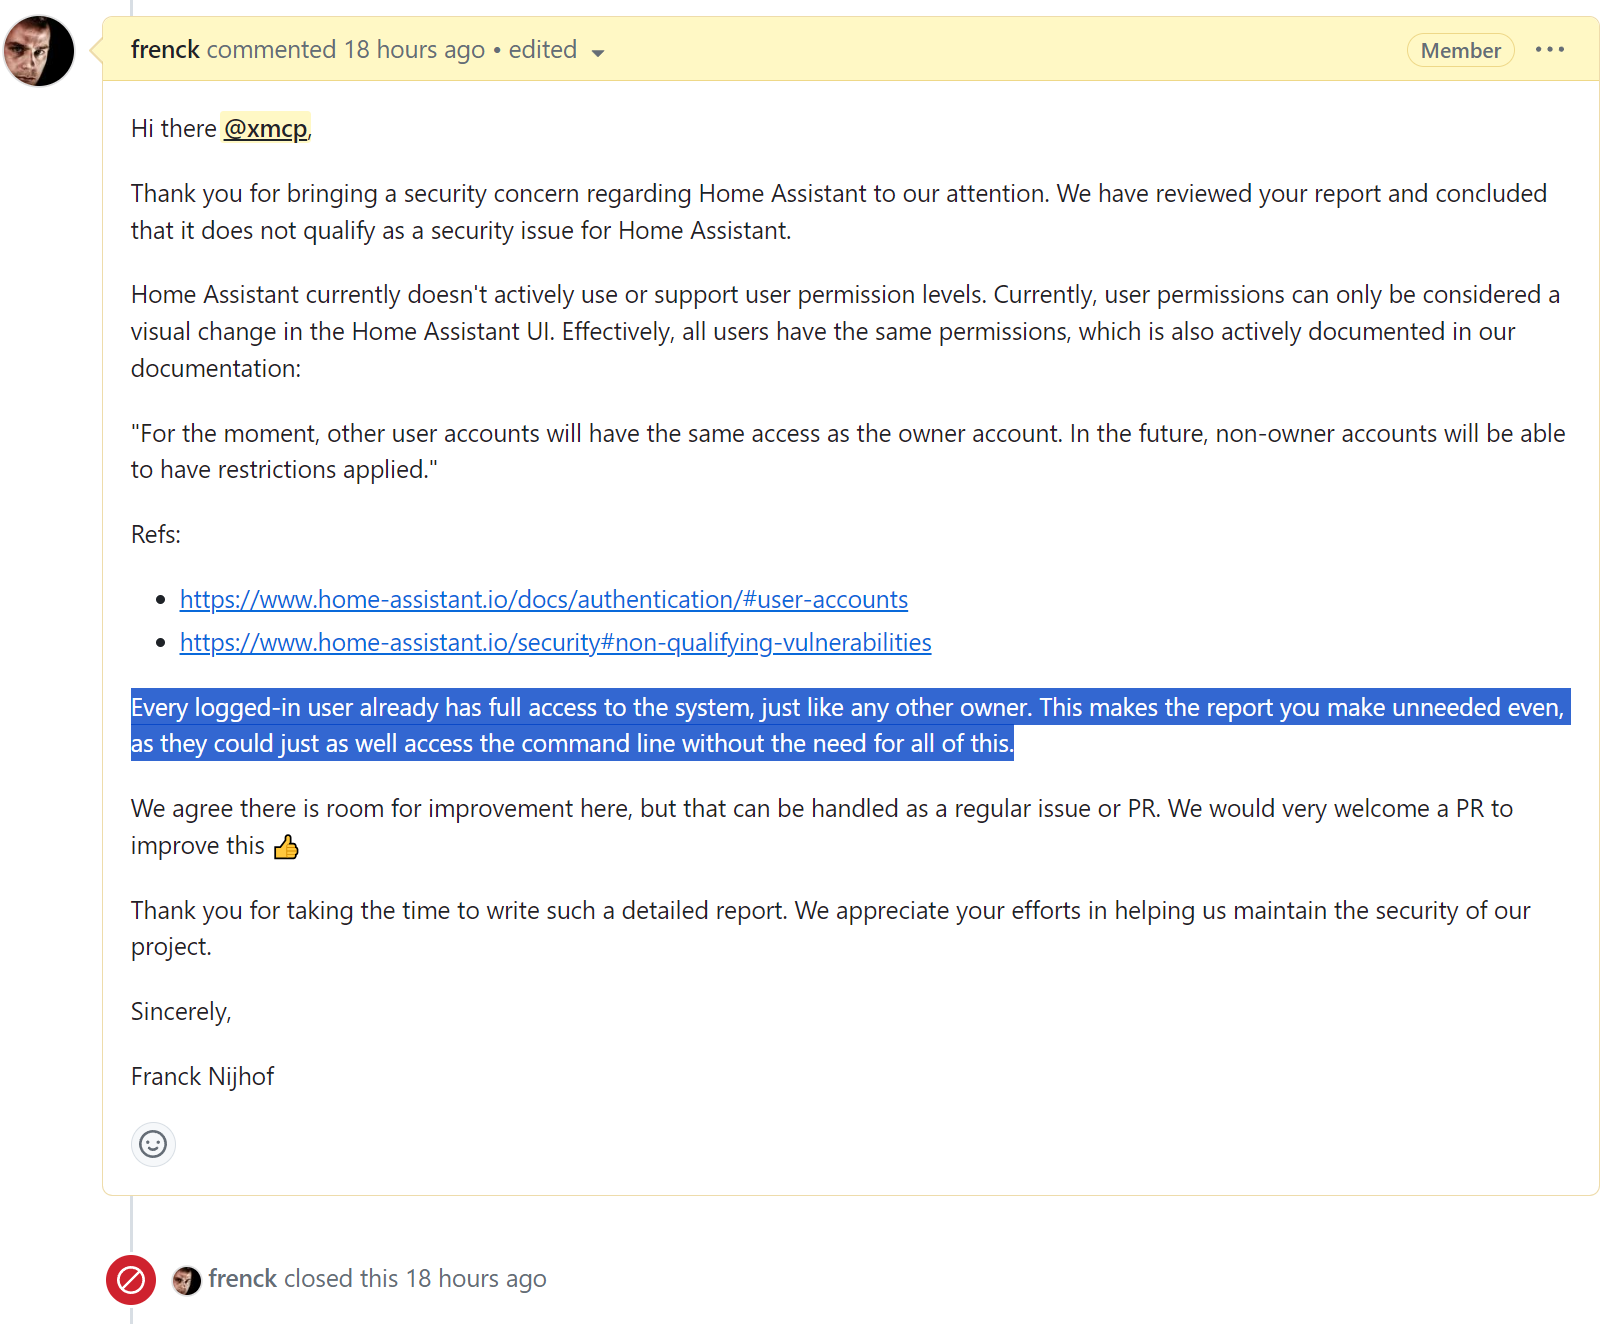 frenck commented 18 hours ago • edited
Member
Hi there @xmcp,
Thank you for bringing a security concern regarding Home Assistant to our attention. We have reviewed your report and concluded
that it does not qualify as a security issue for Home Assistant.
Home Assistant currently doesn't actively use or support user permission levels. Currently, user permissions can only be considered a
visual change in the Home Assistant UI. Effectively, all users have the same permissions, which is also actively documented in our
documentation:
"For the moment, other user accounts will have the same access as the owner account. In the future, non-owner accounts will be able
to have restrictions applied."
Refs:
• https://www.home-assistant.io/docs/authentication/#user-accounts
• https://www.home-assistant.io/security#non-qualifying-vulnerabilities
Every logged-in user already has full access to the system, just like any other owner. This makes the report you make unneeded even,
as they could just as well access the command line without the need for all of this.
We agree there is room for improvement here, but that can be handled as a regular issue or PR. We would very welcome a PR to
improve this 👍
Thank you for taking the time to write such a detailed report. We appreciate your efforts in helping us maintain the security of our
project.
Sincerely,
Franck Nijhof
frenck closed this 18 hours ago